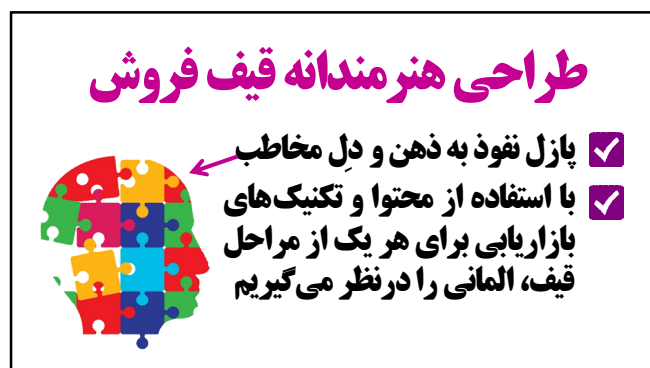 طراحی هنرمندانه قیف فروش
پازل نفوذ به ذهن و دلِ مخاطب
با استفاده از محتوا و تکنیک‌های
بازاریابی برای هر یک از مراحل
قیف، المانی را درنظر می‌گیریم